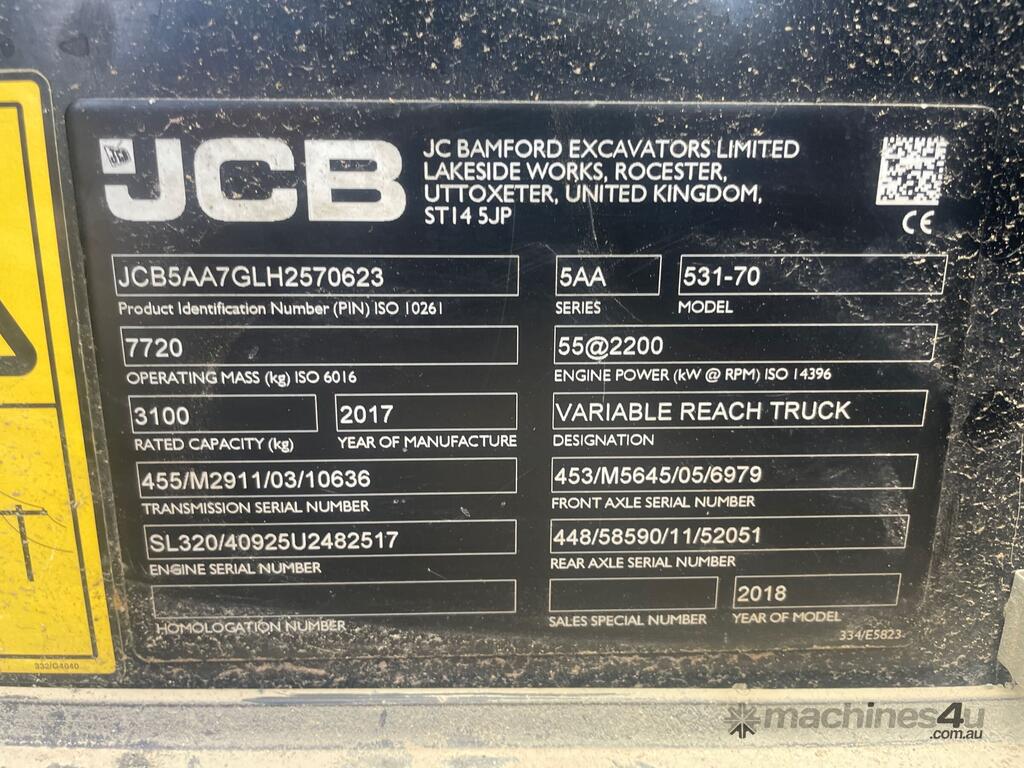 JCB
JCB
JC BAMFORD EXCAVATORS LIMITED
LAKESIDE WORKS, ROCESTER,
UTTOXETER, UNITED KINGDOM,
ST14 5JP
CE
JCB5AA7GLH2570623
Product Identification Number (PIN) ISO 10261
5AA
SERIES
531-70
MODEL
7720
OPERATING MASS (kg) ISO 6016
55@2200
ENGINE POWER (kW @ RPM) ISO 14396
3100
RATED CAPACITY (kg)
2017
YEAR OF MANUFACTURE
VARIABLE REACH TRUCK
DESIGNATION
455/M2911/03/10636
TRANSMISSION SERIAL NUMBER
453/M5645/05/6979
FRONT AXLE SERIAL NUMBER
SL320/40925U2482517
ENGINE SERIAL NUMBER
448/58590/11/52051
REAR AXLE SERIAL NUMBER
HOMOLOGATION NUMBER
SALES SPECIAL NUMBER
2018
YEAR OF MODEL
334/E5823
T
332/G4040
machines4u
.com.au